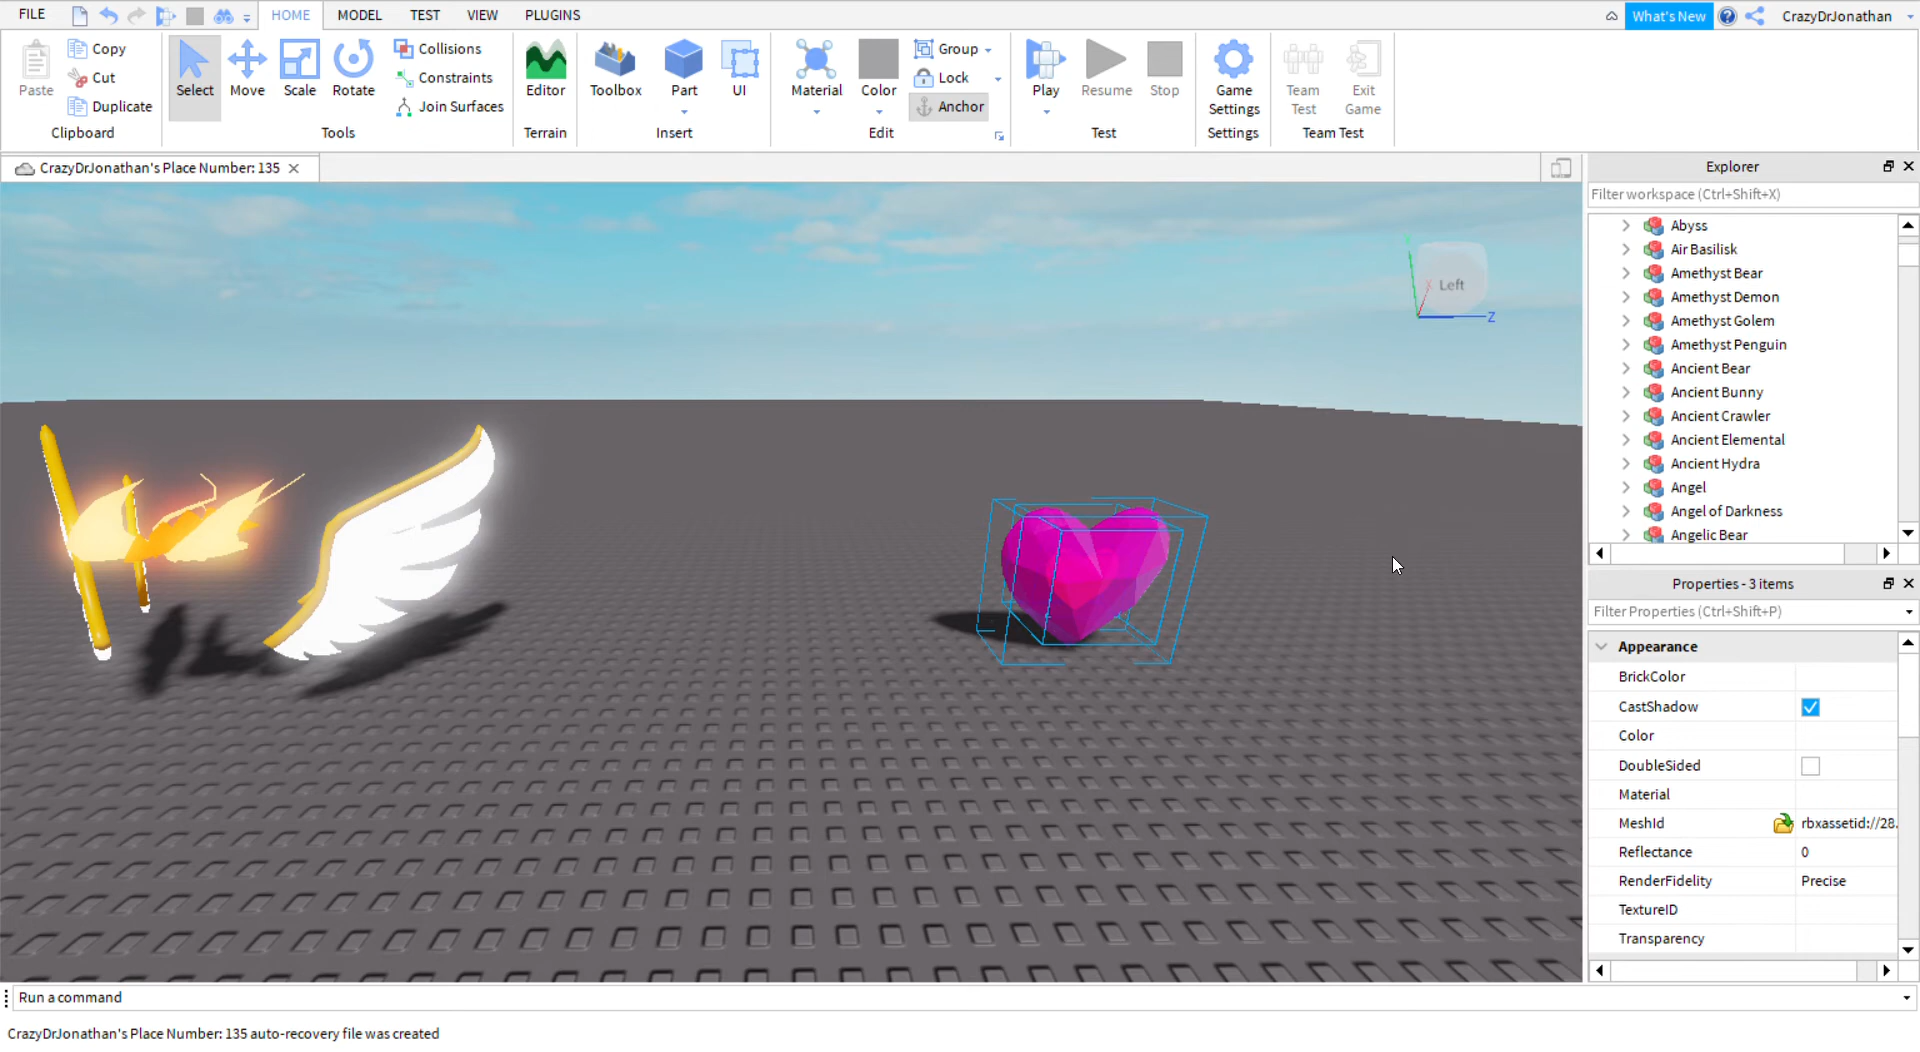 FILE HOME MODEL TEST VIEW PLUGINS What's New CrazyDrJonathan
Paste Copy Cut Duplicate
Clipboard
Select Move Scale Rotate Collisions Constraints Join Surfaces
Tools
Editor
Terrain
Toolbox Part UI
Insert
Material Color Group Lock Anchor
Edit
Play Resume Stop
Test
Game Settings
Settings
Team Test Exit Game
Team Test
CrazyDrJonathan's Place Number: 135
Left
Z
Explorer
Filter workspace (Ctrl+Shift+X)
Abyss
Air Basilisk
Amethyst Bear
Amethyst Demon
Amethyst Golem
Amethyst Penguin
Ancient Bear
Ancient Bunny
Ancient Crawler
Ancient Elemental
Ancient Hydra
Angel
Angel of Darkness
Angelic Bear
Properties - 3 items
Filter Properties (Ctrl+Shift+P)
Appearance
BrickColor
CastShadow
Color
DoubleSided
Material
MeshId rbxassetid://28.
Reflectance 0
RenderFidelity Precise
TextureID
Transparency
Run a command
CrazyDrJonathan's Place Number: 135 auto-recovery file was created